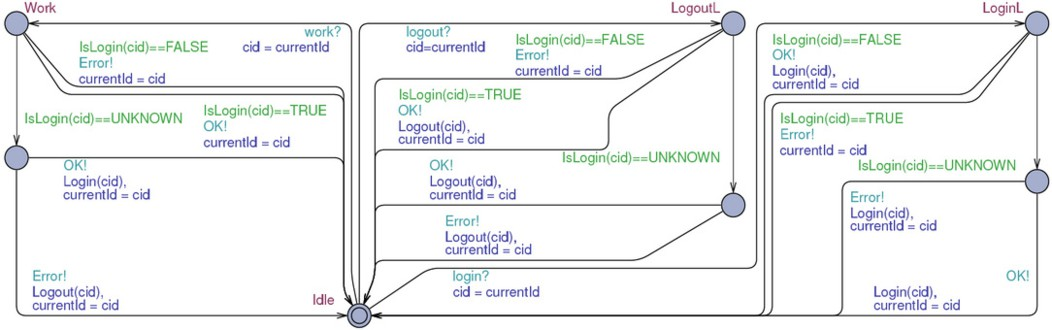 Work
work?
cid = currentId
IsLogin(cid)==FALSE
Error!
currentId = cid
IsLogin(cid)==UNKNOWN
IsLogin(cid)==TRUE
OK!
currentId = cid
OK!
Login(cid),
currentId = cid
Error!
Logout(cid),
currentId = cid
Idle
LogoutL
logout?
cid=currentId
IsLogin(cid)==FALSE
Error!
currentId = cid
IsLogin(cid)==TRUE
OK!
Logout(cid),
currentId = cid
IsLogin(cid)==UNKNOWN
OK!
Logout(cid),
currentId = cid
Error!
Logout(cid),
currentId = cid
login?
cid = currentId
LoginL
IsLogin(cid)==FALSE
OK!
Login(cid),
currentId = cid
IsLogin(cid)==TRUE
Error!
currentId = cid
IsLogin(cid)==UNKNOWN
Error!
Login(cid),
currentId = cid
OK!
Login(cid),
currentId = cid